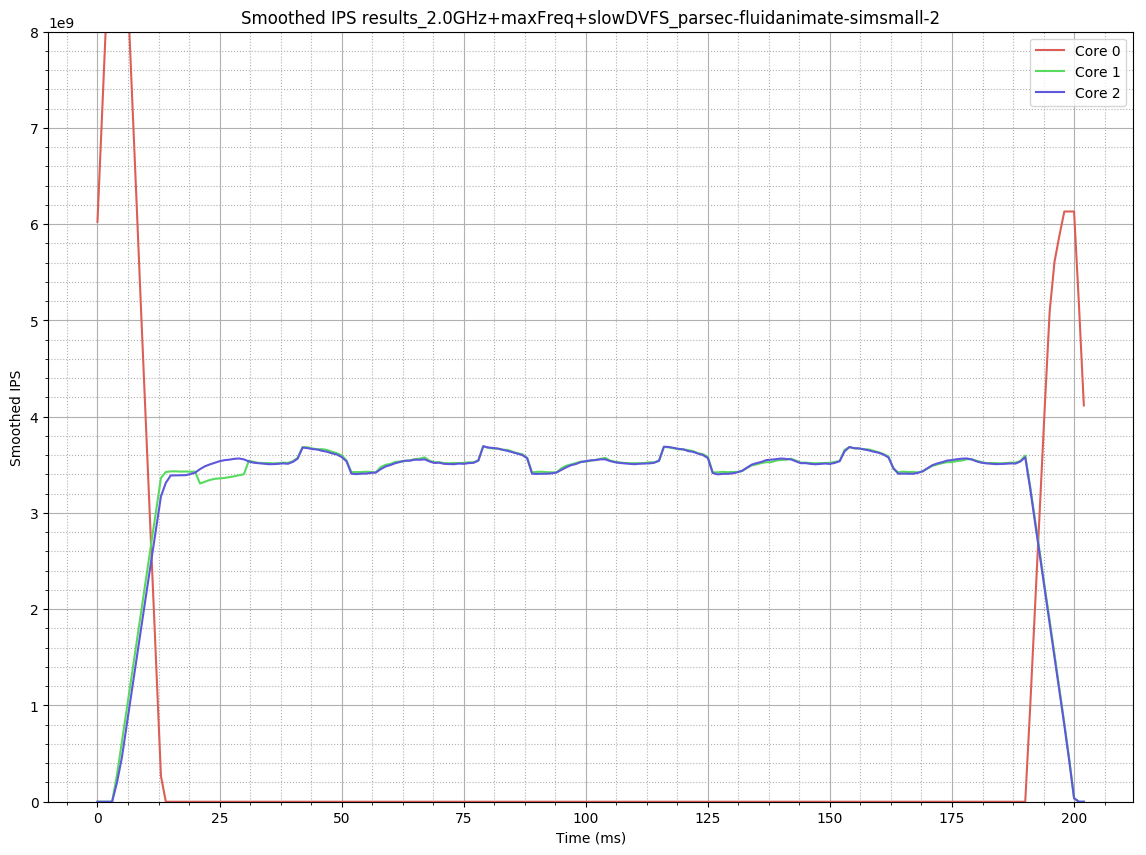 Smoothed IPS results_2.0GHz+maxFreq+slowDVFS_parsec-fluidanimate-simsmall-2
1e9
Core 0
Core 1
Core 2
8
7
6
5
4
3
2
1
0
Smoothed IPS
0 25 50 75 100 125 150 175 200
Time (ms)